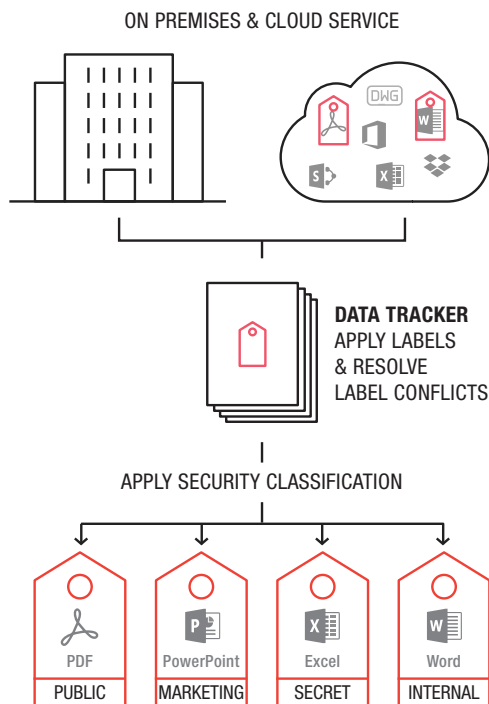 ON PREMISES & CLOUD SERVICE
DWG
W
S
X
DATA TRACKER
APPLY LABELS
& RESOLVE
LABEL CONFLICTS
APPLY SECURITY CLASSIFICATION
P
X
W
PDF
PowerPoint
Excel
Word
PUBLIC
MARKETING
SECRET
INTERNAL